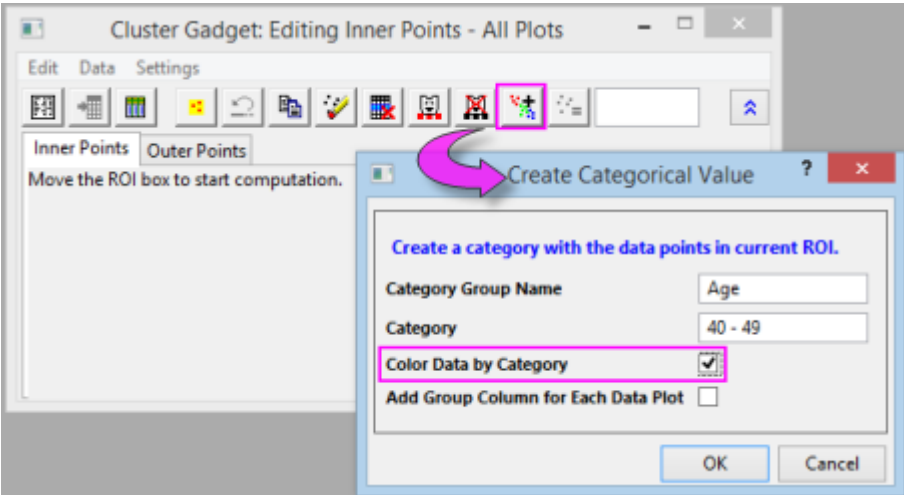 Cluster Gadget: Editing Inner Points - All Plots
Edit Data Settings
Inner Points Outer Points
Move the ROI box to start computation.
Create Categorical Value
?
Create a category with the data points in current ROI.
Category Group Name Age
Category 40 - 49
Color Data by Category
Add Group Column for Each Data Plot
OK Cancel